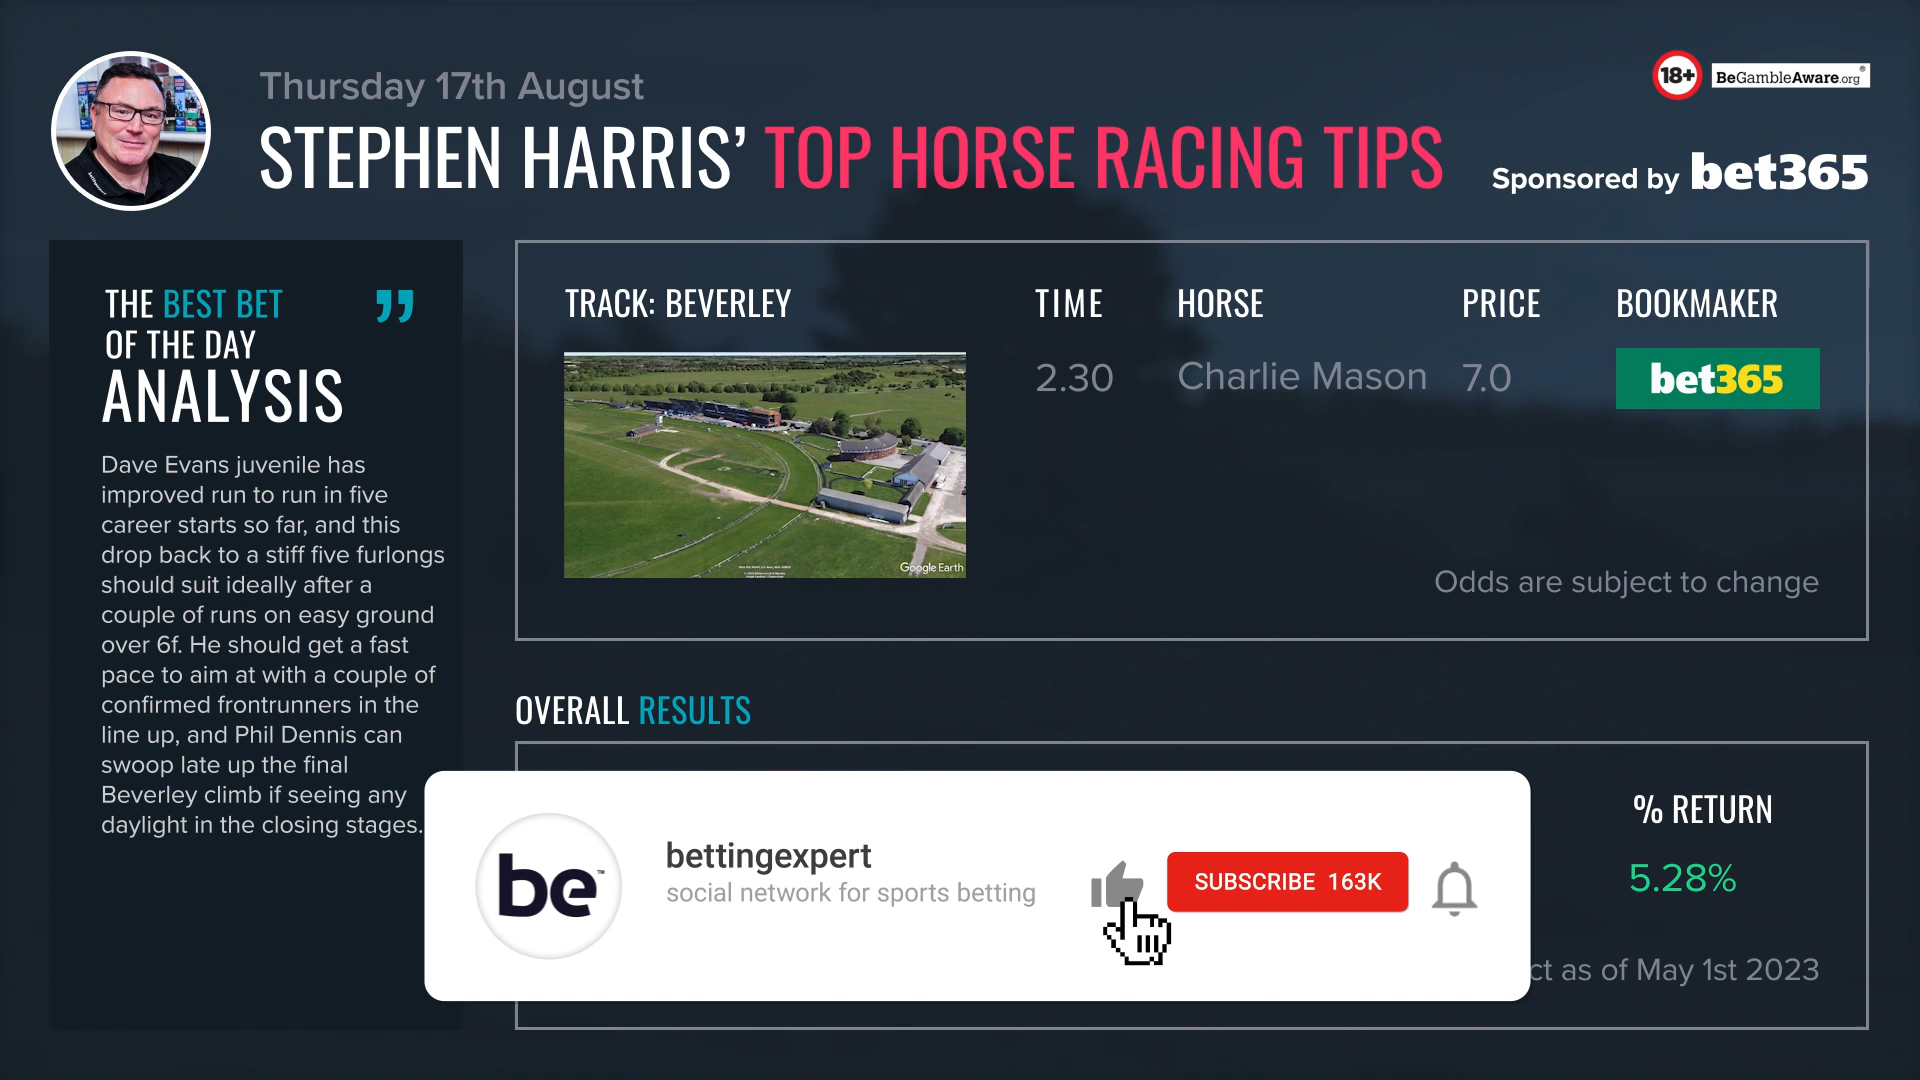 Thursday 17th August
STEPHEN HARRIS’ TOP HORSE RACING TIPS
18+
BeGambleAware.org®
Sponsored by bet365
THE BEST BET
OF THE DAY
ANALYSIS
”
Dave Evans juvenile has
improved run to run in five
career starts so far, and this
drop back to a stiff five furlongs
should suit ideally after a
couple of runs on easy ground
over 6f. He should get a fast
pace to aim at with a couple of
confirmed frontrunners in the
line up, and Phil Dennis can
swoop late up the final
Beverley climb if seeing any
daylight in the closing stages.
TRACK: BEVERLEY
TIME HORSE PRICE BOOKMAKER
2.30 Charlie Mason 7.0 bet365
Google Earth
Odds are subject to change
OVERALL RESULTS
% RETURN
5.28%
ct as of May 1st 2023
be™
bettingexpert
social network for sports betting
SUBSCRIBE 163K